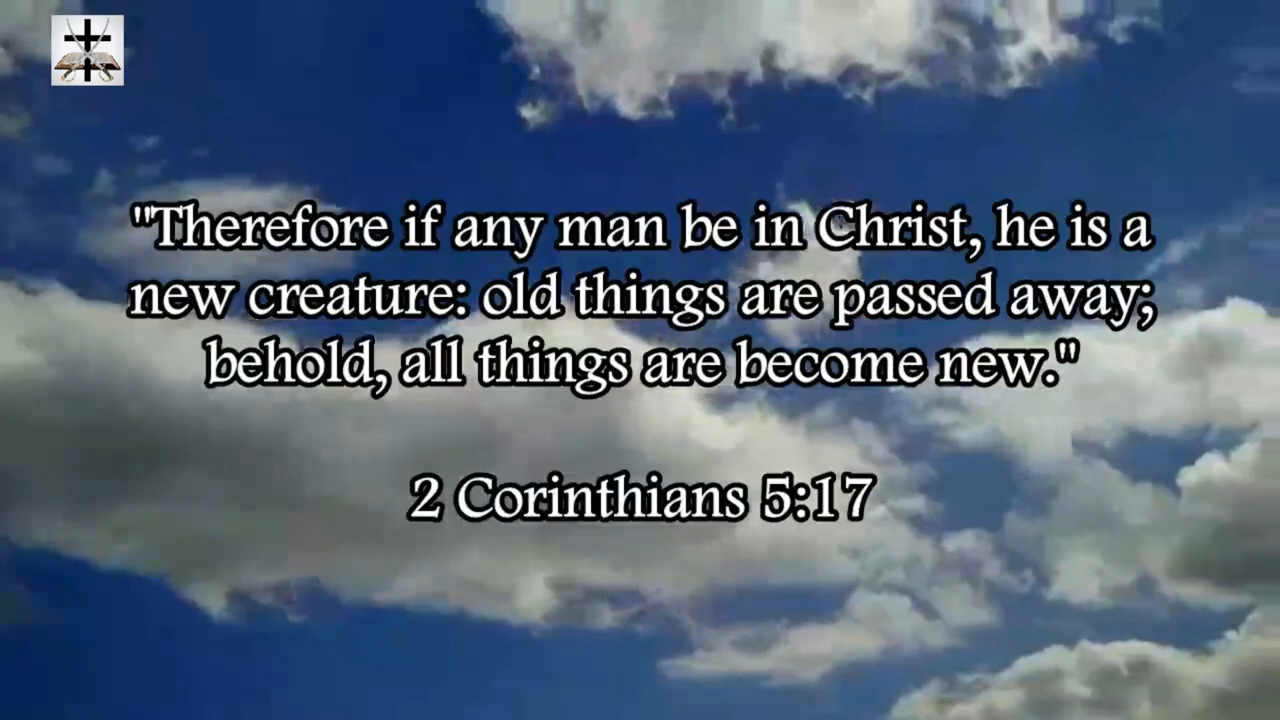 "Therefore if any man be in Christ, he is a
new creature: old things are passed away;
behold, all things are become new."
2 Corinthians 5:17